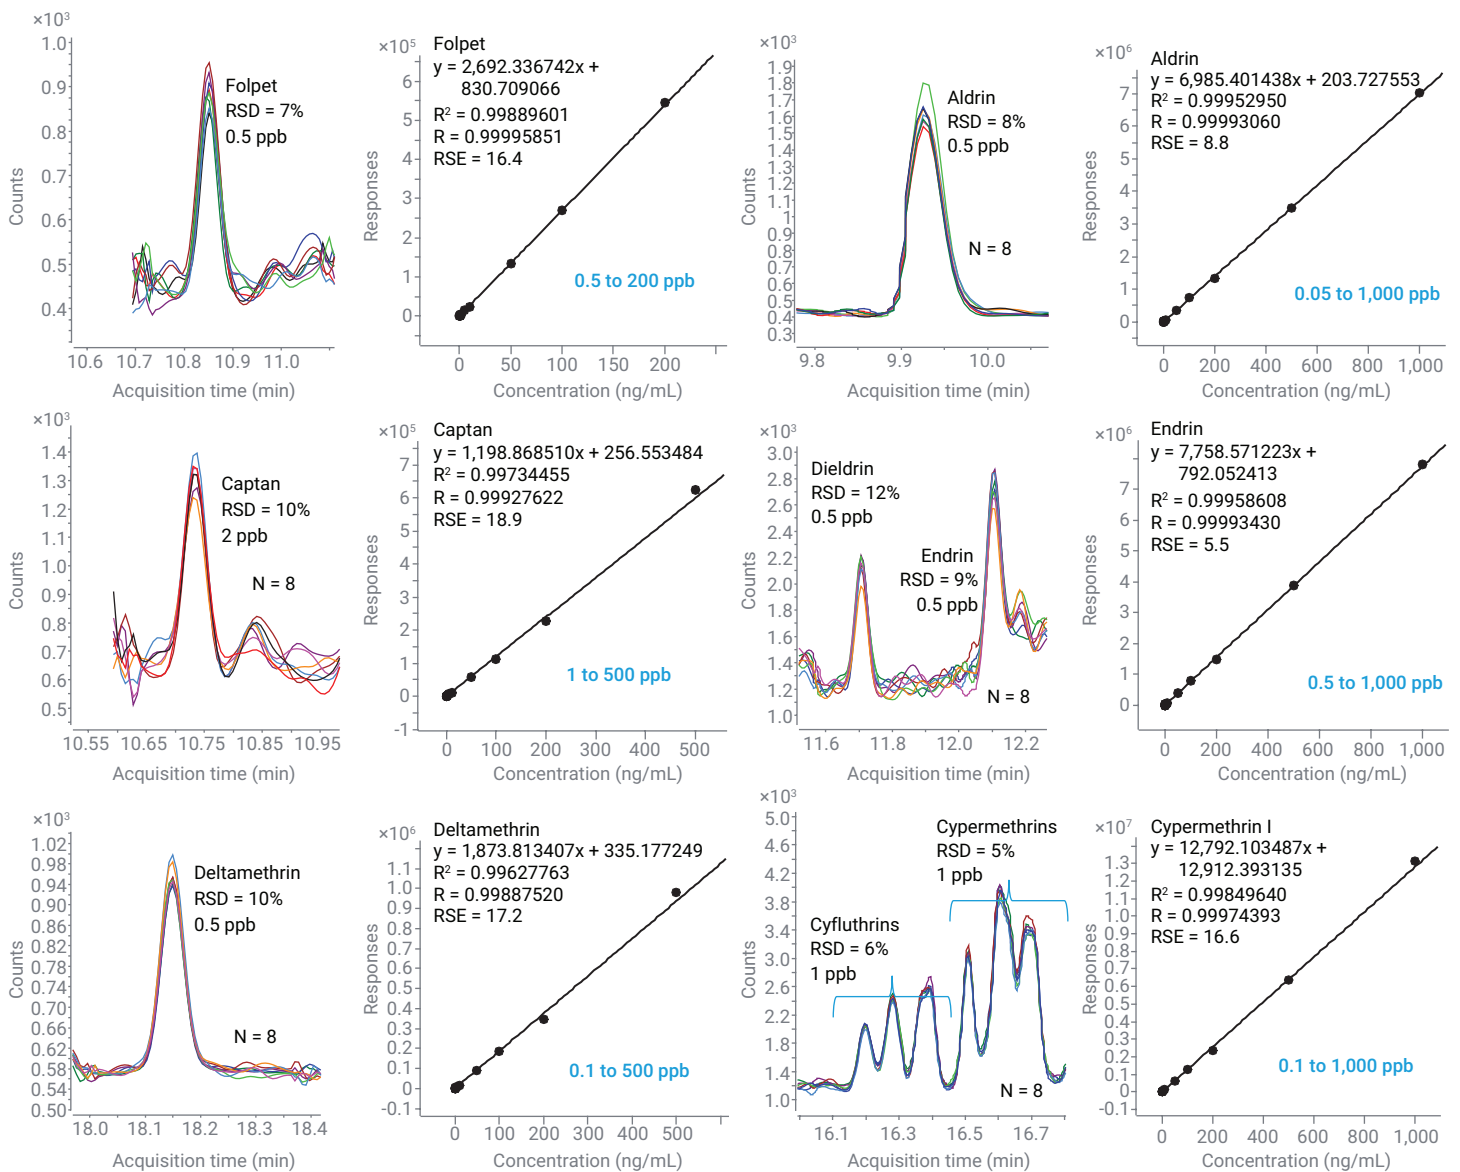 ×10³
1.0
0.9
0.8
0.7
0.6
0.5
0.4
Counts
Folpet
RSD = 7%
0.5 ppb
10.6 10.7 10.8 10.9 11.0
Acquisition time (min)
×10⁵
6
5
4
3
2
1
0
Responses
Folpet
y = 2,692.336742x +
830.709066
R² = 0.99889601
R = 0.99995851
RSE = 16.4
0.5 to 200 ppb
0 50 100 150 200
Concentration (ng/mL)
×10³
1.9
1.8
1.7
1.6
1.5
1.4
1.3
1.2
1.1
1
0.9
0.8
0.7
0.6
0.5
0.4
0.3
Counts
Aldrin
RSD = 8%
0.5 ppb
N = 8
9.8 9.9 10.0
Acquisition time (min)
×10⁶
7
6
5
4
3
2
1
0
Responses
Aldrin
y = 6,985.401438x + 203.727553
R² = 0.99952950
R = 0.99993060
RSE = 8.8
0.05 to 1,000 ppb
0 200 400 600 800 1,000
Concentration (ng/mL)
×10³
1.4
1.3
1.2
1.1
1.0
0.9
0.8
0.7
0.6
0.5
Counts
Captan
RSD = 10%
2 ppb
N = 8
10.55 10.65 10.75 10.85 10.95
Acquisition time (min)
×10⁵
7
6
5
4
3
2
1
0
-1
Responses
Captan
y = 1,198.868510x + 256.553484
R² = 0.99734455
R = 0.99927622
RSE = 18.9
1 to 500 ppb
0 100 200 300 400 500
Concentration (ng/mL)
×10³
3.0
2.8
2.6
2.4
2.2
2.0
1.8
1.6
1.4
1.2
1.0
Counts
Dieldrin
RSD = 12%
0.5 ppb
Endrin
RSD = 9%
0.5 ppb
N = 8
11.6 11.8 12.0 12.2
Acquisition time (min)
×10⁶
7
6
5
4
3
2
1
0
Responses
Endrin
y = 7,758.571223x +
792.052413
R² = 0.99958608
R = 0.99993430
RSE = 5.5
0.5 to 1,000 ppb
0 200 400 600 800 1,000
Concentration (ng/mL)
×10³
1.02
0.98
0.94
0.90
0.86
0.82
0.78
0.74
0.70
0.66
0.62
0.58
0.54
0.50
Counts
Deltamethrin
RSD = 10%
0.5 ppb
N = 8
18.0 18.1 18.2 18.3 18.4
Acquisition time (min)
×10⁶
1.1
1.0
0.9
0.8
0.7
0.6
0.5
0.4
0.3
0.2
0.1
0
-0.1
Responses
Deltamethrin
y = 1,873.813407x + 335.177249
R² = 0.99627763
R = 0.99887520
RSE = 17.2
0.1 to 500 ppb
0 100 200 300 400 500
Concentration (ng/mL)
×10³
5.0
4.6
4.2
3.8
3.4
3.0
2.6
2.2
1.8
1.4
1.0
Counts
Cypermethrins
RSD = 5%
1 ppb
Cyfluthrins
RSD = 6%
1 ppb
N = 8
16.1 16.3 16.5 16.7
Acquisition time (min)
×10⁷
1.3
1.2
1.1
1.0
0.9
0.8
0.7
0.6
0.5
0.4
0.3
0.2
0.1
0
-0.1
Responses
Cypermethrin I
y = 12,792.103487x +
12,912.393135
R² = 0.99849640
R = 0.99974393
RSE = 16.6
0.1 to 1,000 ppb
0 200 400 600 800 1,000
Concentration (ng/mL)